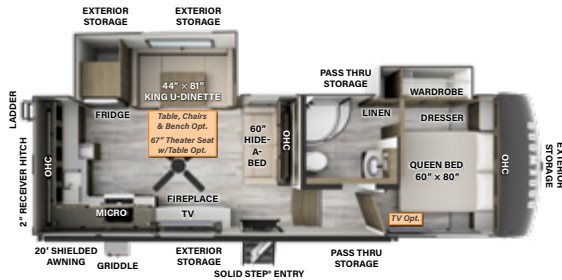 EXTERIOR
STORAGE
EXTERIOR
STORAGE
44" × 81"
KING U-DINETTE
FRIDGE
Table, Chairs
& Bench Opt.
67" Theater Seat
w/Table Opt.
60"
HIDE-
A-
BED
OHC
PASS THRU
STORAGE
LINEN
WARDROBE
DRESSER
QUEEN BED
60" × 80"
OHC
EXTERIOR
STORAGE
LADDER
2" RECEIVER HITCH
OHC
MICRO
FIREPLACE
TV
TV Opt.
20' SHIELDED
AWNING
GRIDDLE
EXTERIOR
STORAGE
SOLID STEP® ENTRY
PASS THRU
STORAGE